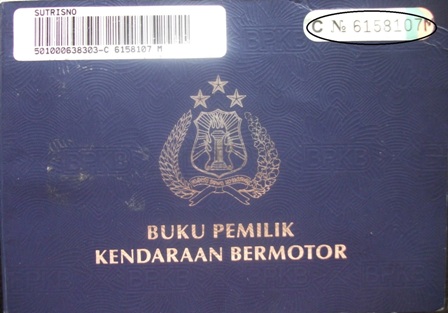 SUTRISNO
501000638303-C 6158107 M
C № 6158107M
BUKU PEMILIK
KENDARAAN BERMOTOR